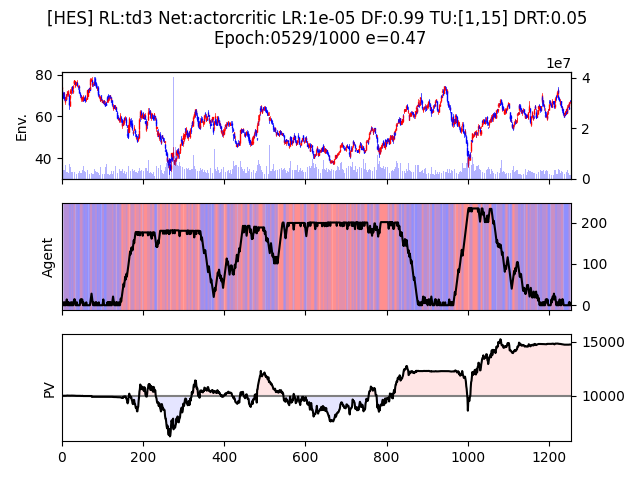 [HES] RL:td3 Net:actorcritic LR:1e-05 DF:0.99 TU:[1,15] DRT:0.05
Epoch:0529/1000 e=0.47
1e7
80
60
40
Env.
4
2
0
Agent
200
100
0
PV
15000
10000
0 200 400 600 800 1000 1200